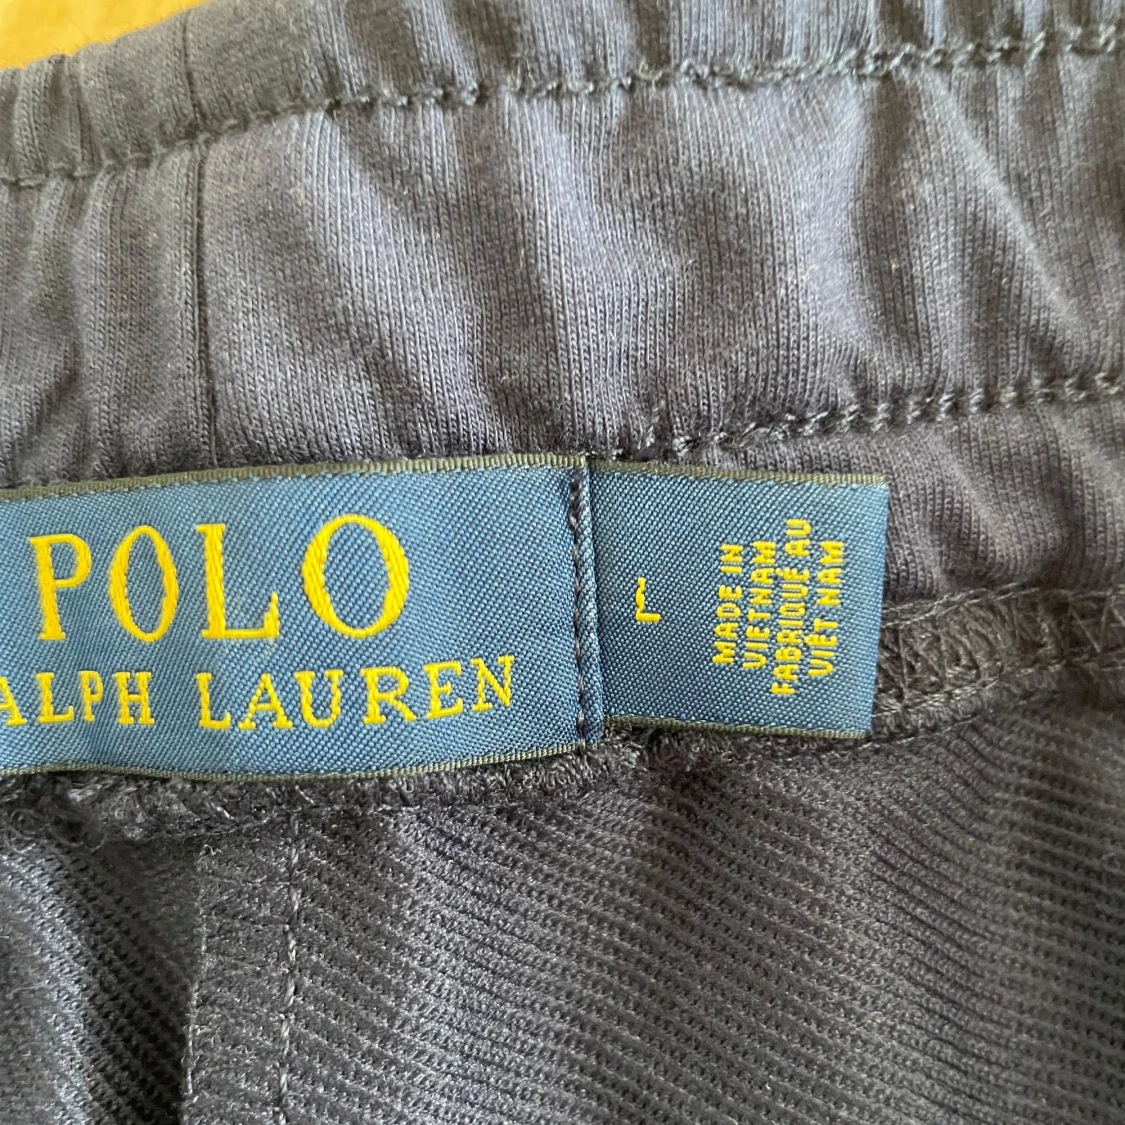 POLO
ALPH LAUREN
L
MADE IN
VIETNAM
FABRIQUÉ AU
VIÊT NAM